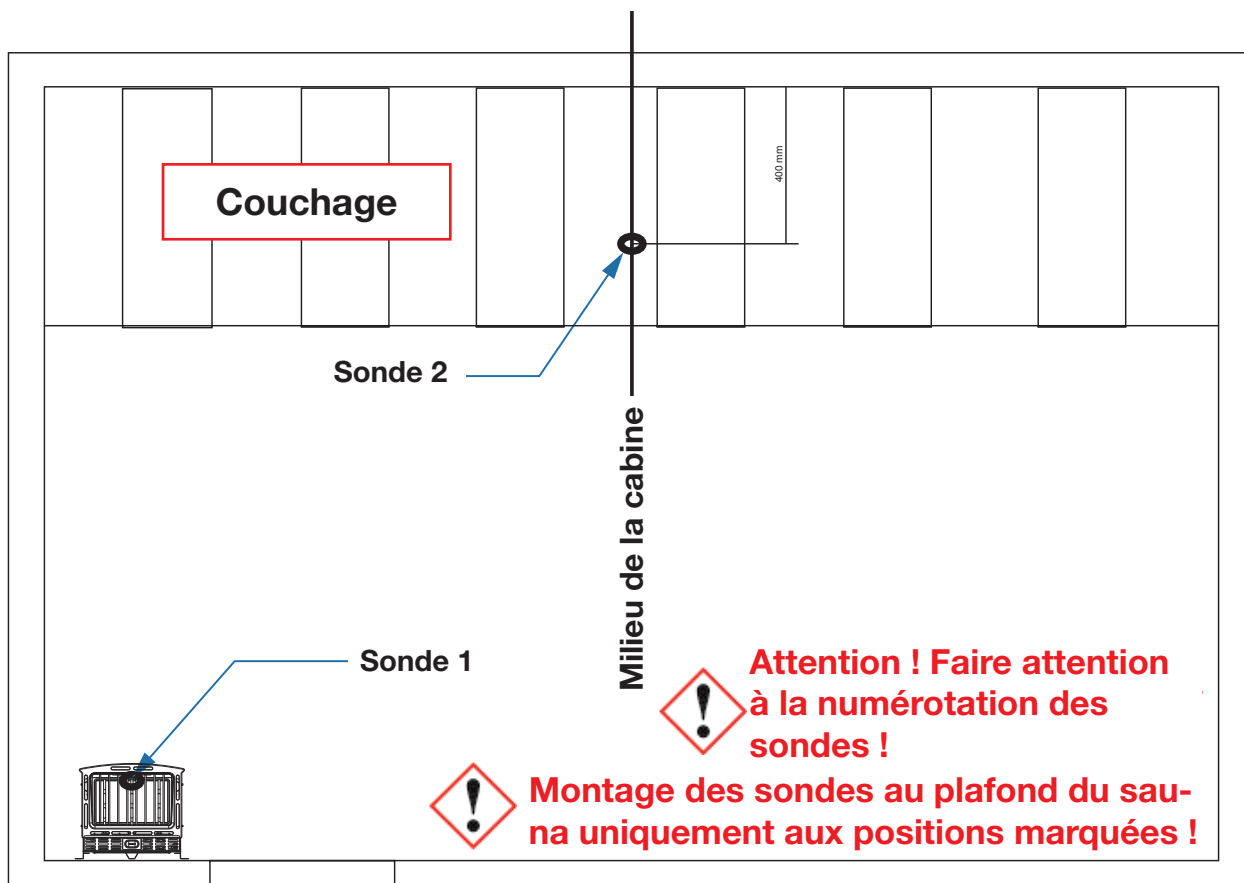 400 mm
Couchage
Sonde 2
Milieu de la cabine
Sonde 1
Attention ! Faire attention
à la numérotation des
sondes !
Montage des sondes au plafond du sau-
na uniquement aux positions marquées !